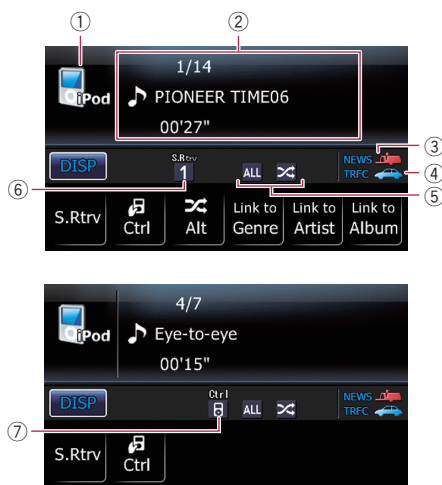 ① ②
1/14
iPod
PIONEER TIME06
00'27"
③
DISP S.Rtrv 1 ALL NEWS
TRFC ④
⑥ ⑤
S.Rtrv Ctrl Alt Link to Genre Link to Artist Link to Album
4/7
iPod
Eye-to-eye
00'15"
DISP Ctrl ALL NEWS
TRFC
⑦
S.Rtrv Ctrl